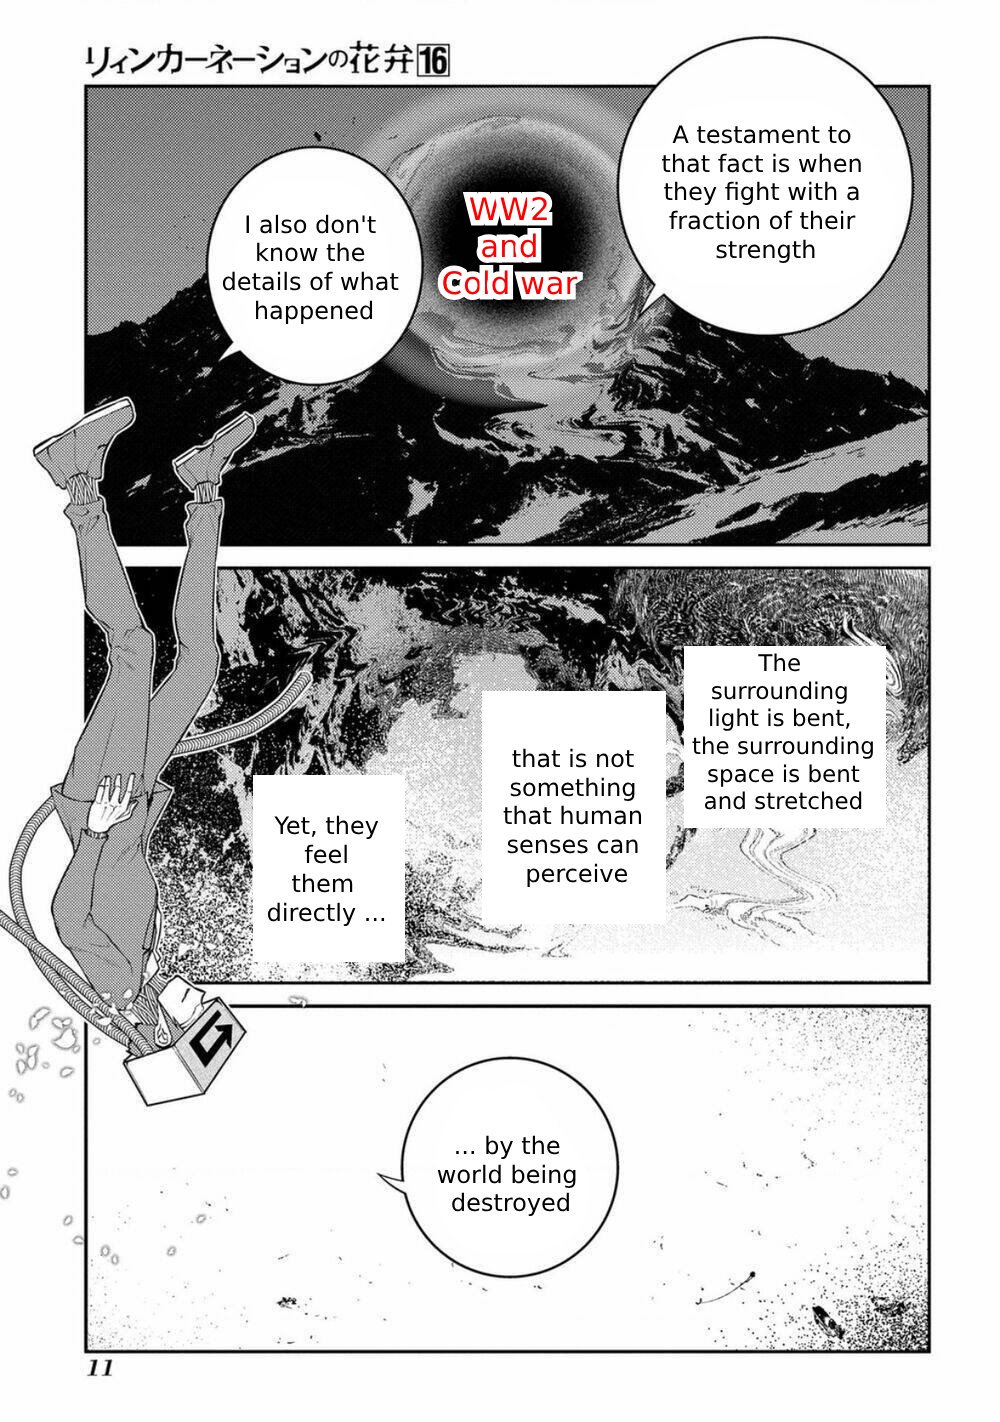 リィンカーネーションの花弁16
A testament to
that fact is when
they fight with a
fraction of their
strength
WW2
and
Cold war
I also don't
know the
details of what
happened
The
surrounding
light is bent,
the surrounding
space is bent
and stretched
that is not
something
that human
senses can
perceive
Yet, they
feel
them
directly ...
... by the
world being
destroyed
11